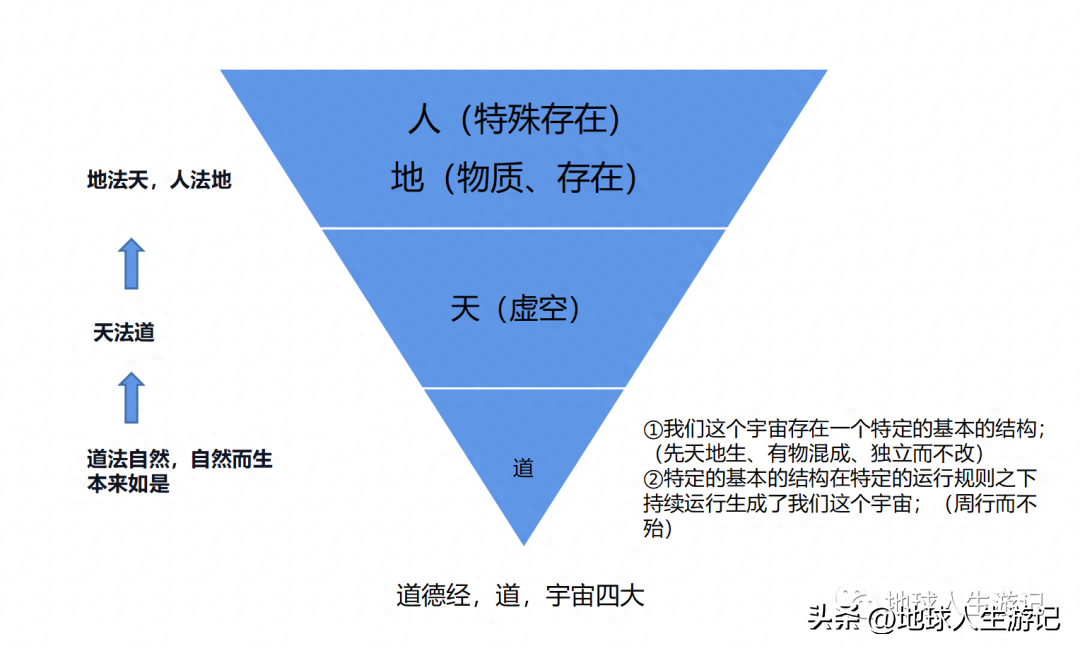 人（特殊存在）
地（物质、存在）
地法天，人法地
天（虚空）
天法道
道法自然，自然而生
本来如是
道
①我们这个宇宙存在一个特定的基本的结构；
（先天地生、有物混成、独立而不改）
②特定的基本的结构在特定的运行规则之下
持续运行生成了我们这个宇宙；（周行而不
殆）
道德经，道，宇宙四大
地球人生游记
头条 @地球人生游记